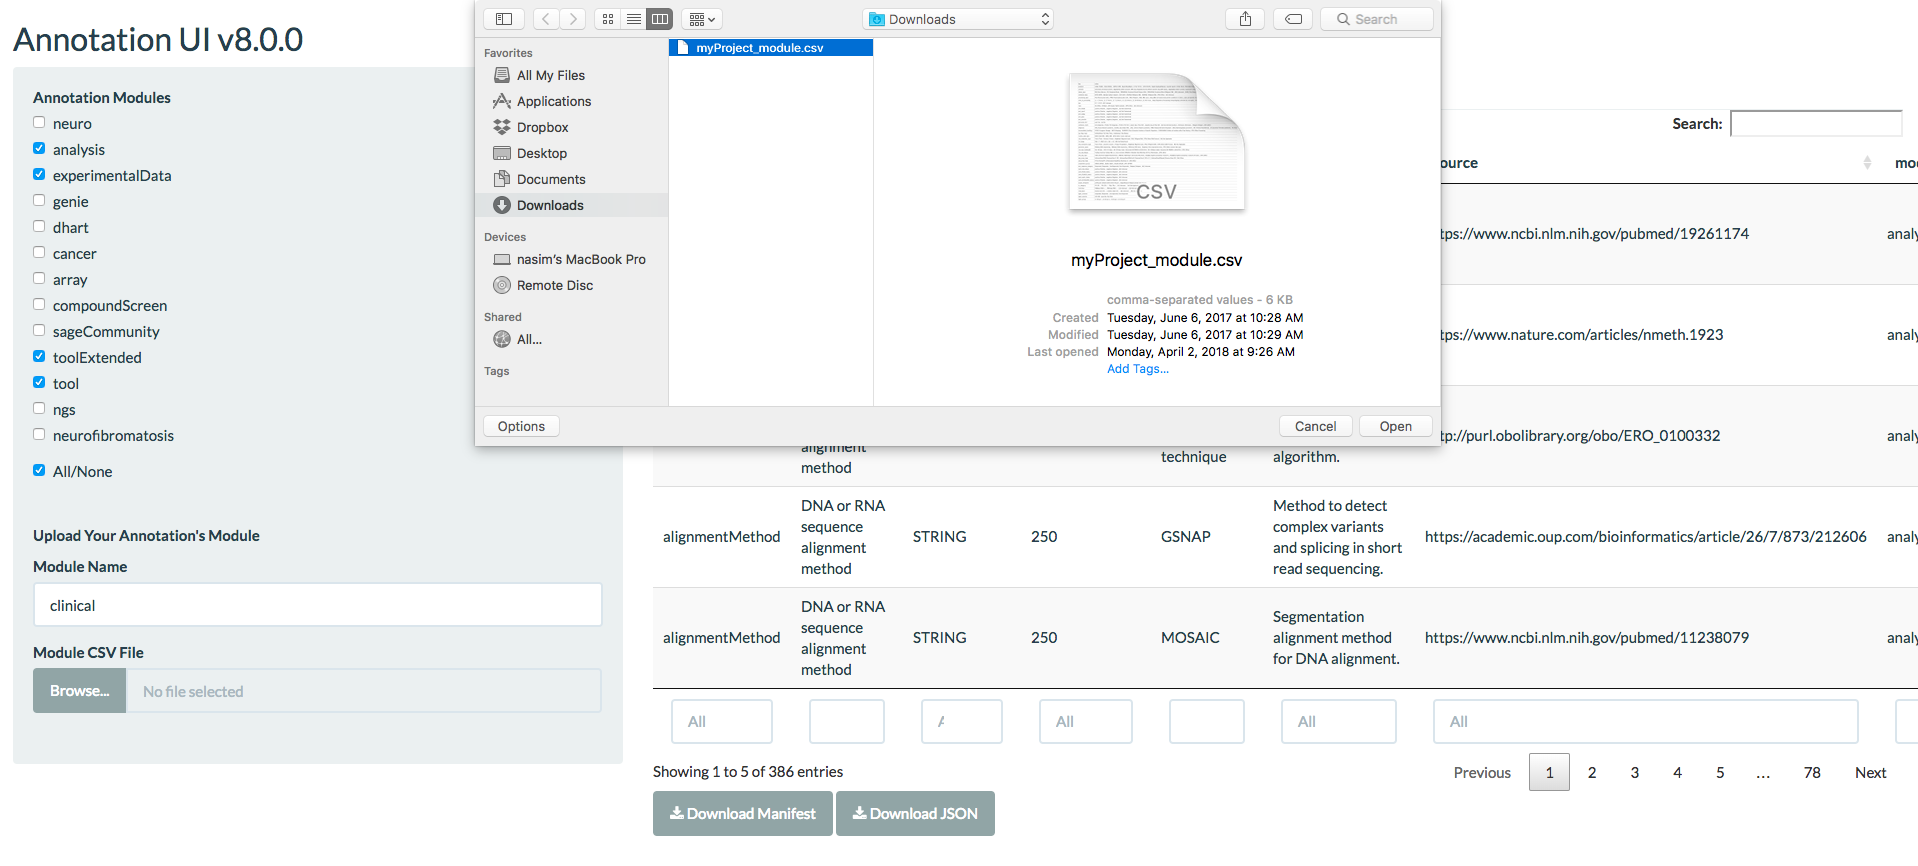 Annotation UI v8.0.0
Annotation Modules
neuro
analysis
experimentalData
genie
dhart
cancer
array
compoundScreen
sageCommunity
toolExtended
tool
ngs
neurofibromatosis
All/None
Upload Your Annotation's Module
Module Name
clinical
Module CSV File
Browse... No file selected
Downloads
Search
Favorites
All My Files
Applications
Dropbox
Desktop
Documents
Downloads
Devices
nasim's MacBook Pro
Remote Disc
Shared
All...
Tags
myProject_module.csv
CSV
myProject_module.csv
comma-separated values - 6 KB
Created Tuesday, June 6, 2017 at 10:28 AM
Modified Tuesday, June 6, 2017 at 10:29 AM
Last opened Monday, April 2, 2018 at 9:26 AM
Add Tags...
Options
Cancel
Open
Search:
ource
mo
tps://www.ncbi.nlm.nih.gov/pubmed/19261174 analy
tps://www.nature.com/articles/nmeth.1923 analy
tp://purl.obolibrary.org/obo/ERO_0100332 analy
alignment
method
technique
algorithm.
alignmentMethod
DNA or RNA
sequence
alignment
method
STRING
250
GSNAP
Method to detect
complex variants
and splicing in short
read sequencing.
https://academic.oup.com/bioinformatics/article/26/7/873/212606
analy
alignmentMethod
DNA or RNA
sequence
alignment
method
STRING
250
MOSAIC
Segmentation
alignment method
for DNA alignment.
https://www.ncbi.nlm.nih.gov/pubmed/11238079
analy
All All All All
Showing 1 to 5 of 386 entries
Previous 1 2 3 4 5 ... 78 Next
Download Manifest
Download JSON